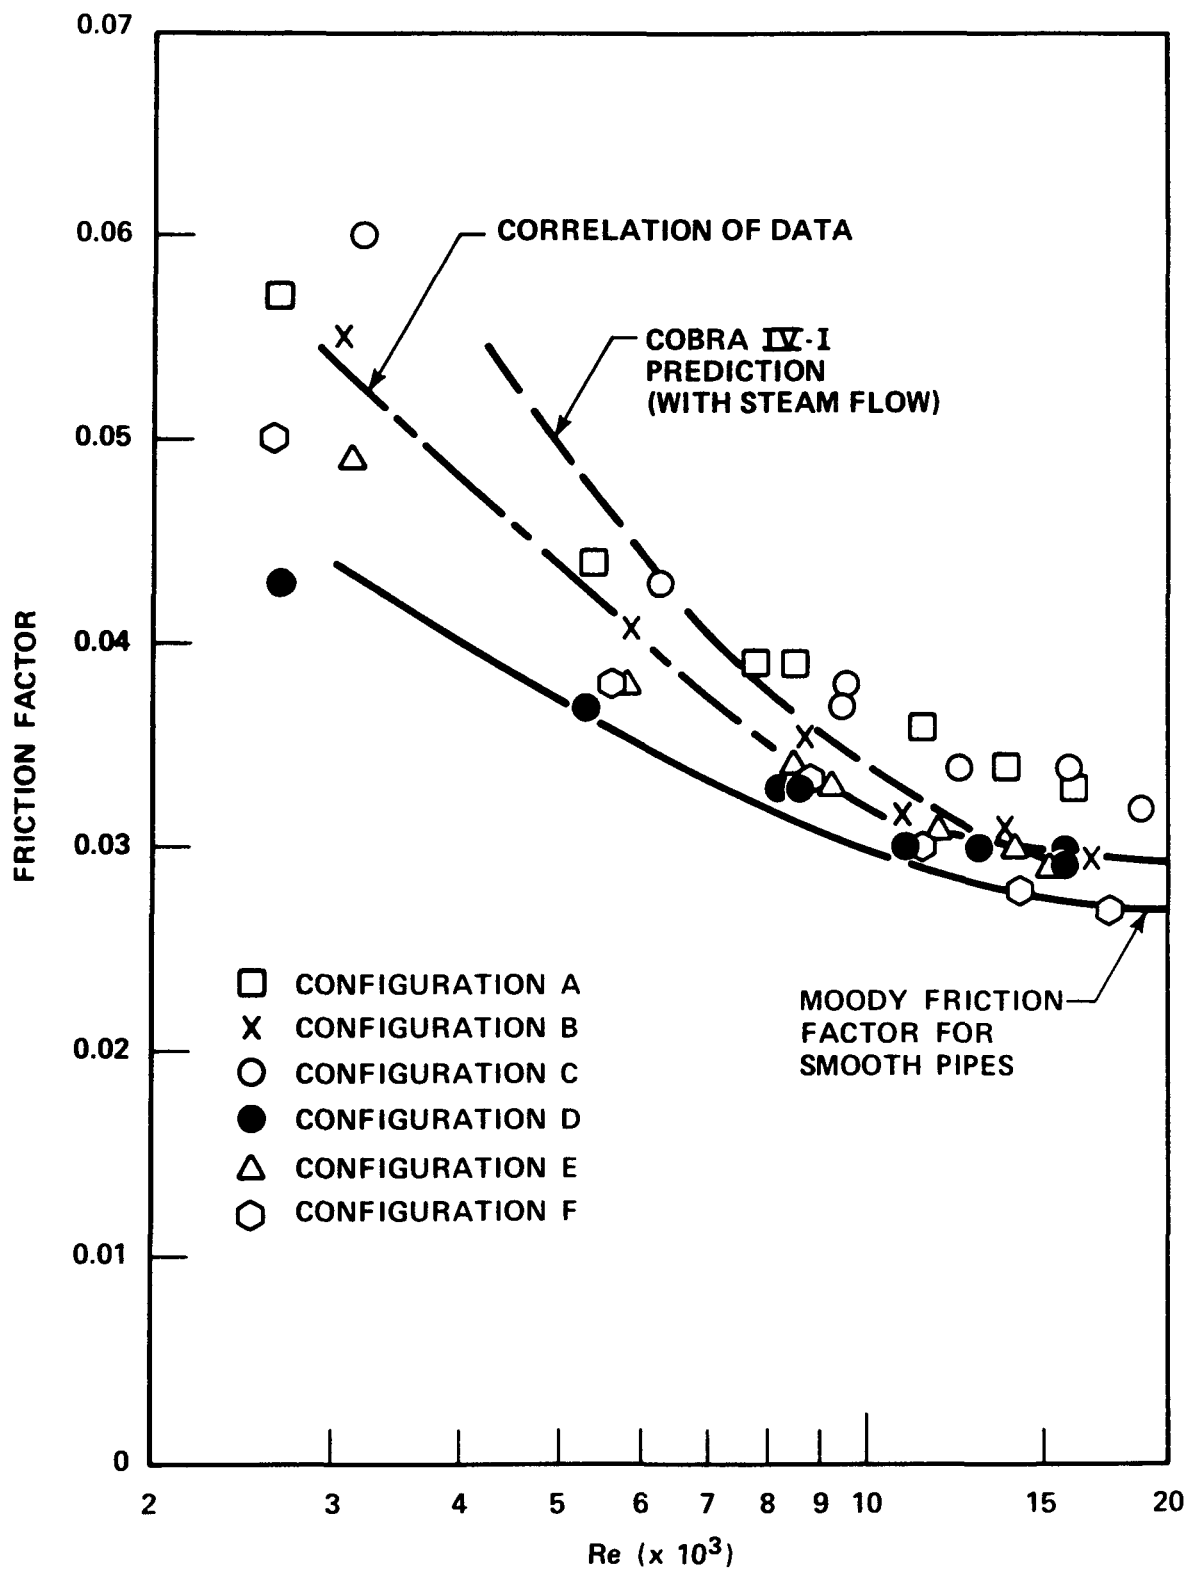 0.07
0.06
0.05
0.04
0.03
0.02
0.01
0
FRICTION FACTOR
CORRELATION OF DATA
COBRA IV-I
PREDICTION
(WITH STEAM FLOW)
MOODY FRICTION
FACTOR FOR
SMOOTH PIPES
CONFIGURATION A
CONFIGURATION B
CONFIGURATION C
CONFIGURATION D
CONFIGURATION E
CONFIGURATION F
2 3 4 5 6 7 8 9 10 15 20
Re (x 10³)